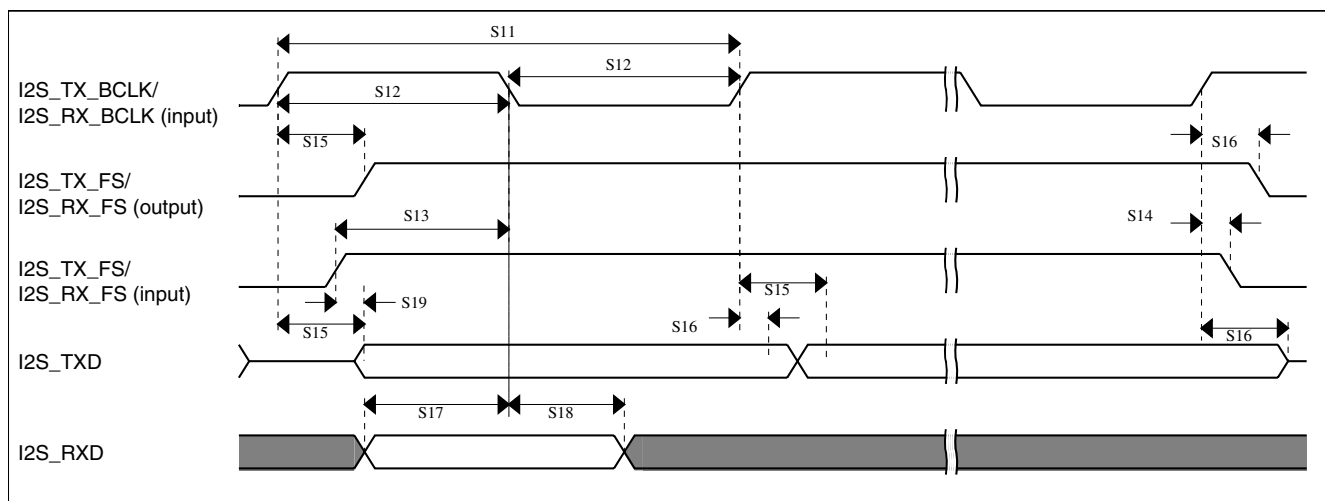 S11
I2S_TX_BCLK/
I2S_RX_BCLK (input)
S12
S12
S15
S16
I2S_TX_FS/
I2S_RX_FS (output)
S13
S14
I2S_TX_FS/
I2S_RX_FS (input)
S19
S15
S15
S16
S16
I2S_TXD
S17
S18
I2S_RXD